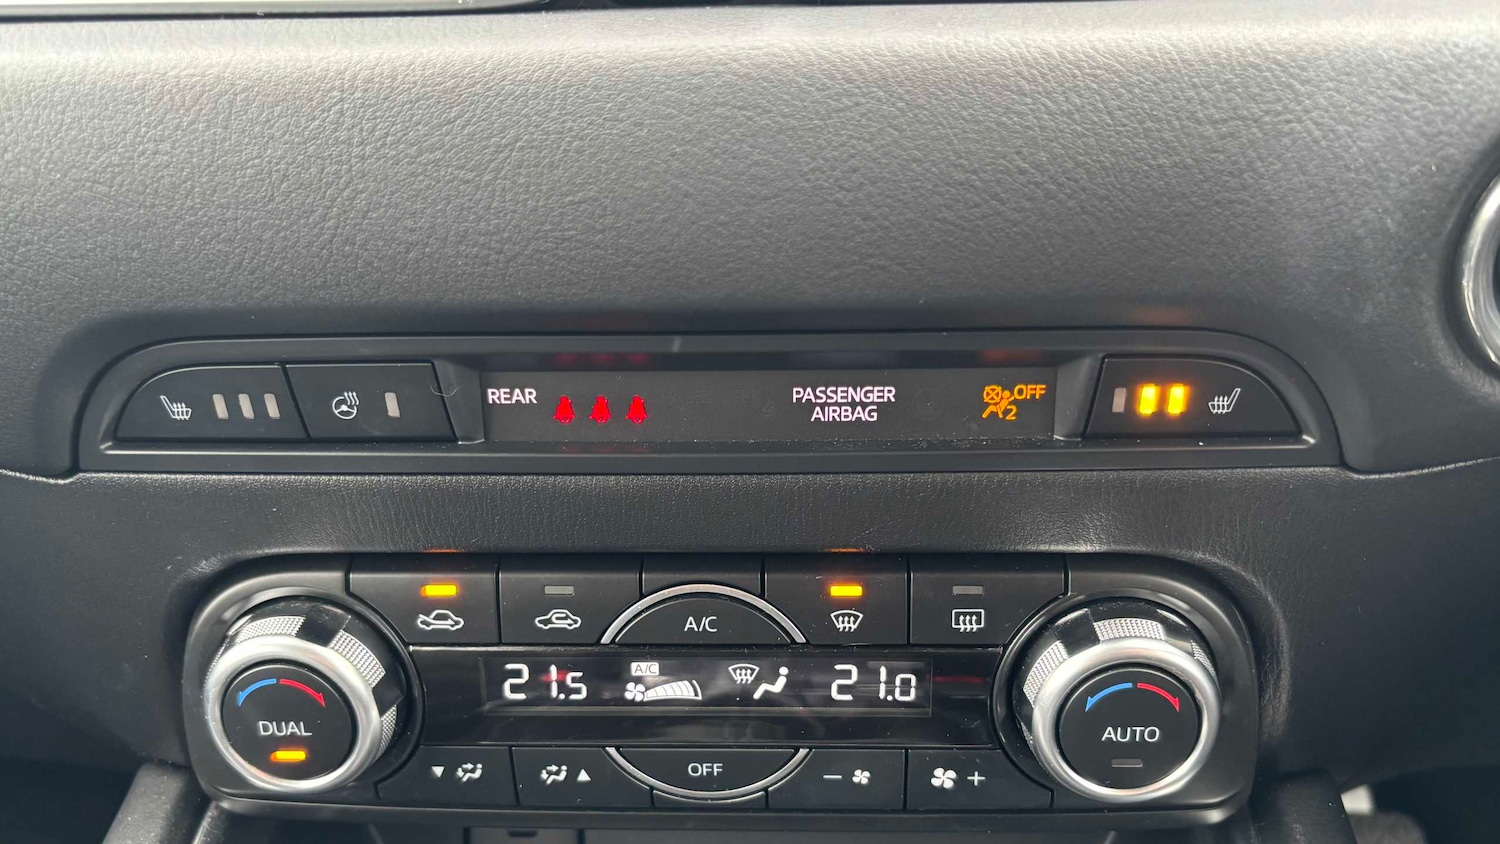 REAR
PASSENGER
AIRBAG
OFF
2
A/C
21.5
A/C
21.0
DUAL
AUTO
OFF
- +